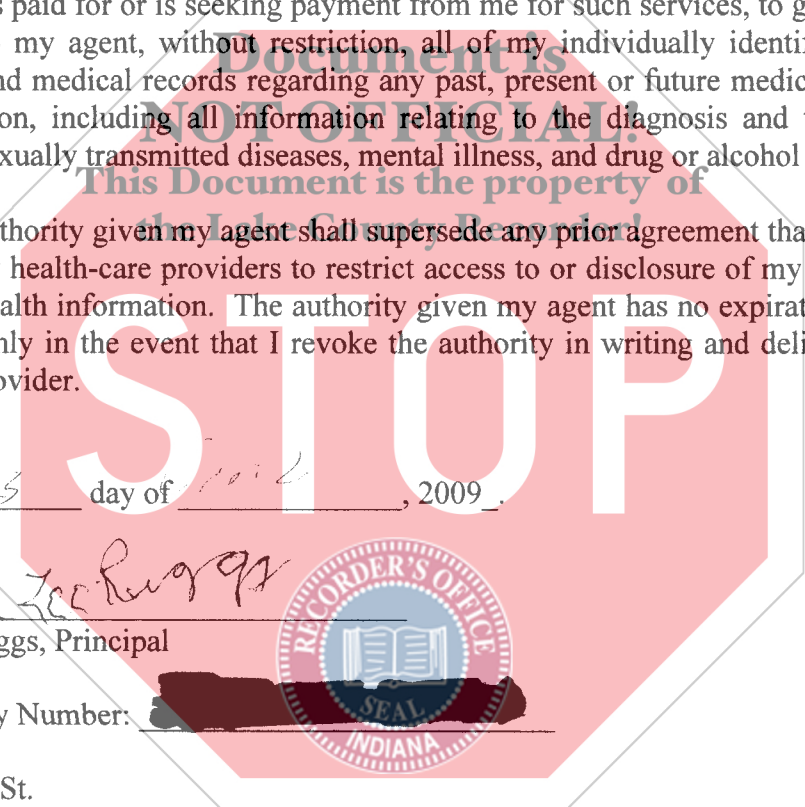 s paid for or is seeking payment from me for such services, to g
my agent, without restriction, all of my individually identif
Document is
nd medical records regarding any past, present or future medic
NOT OFFICIAL!
on, including all information relating to the diagnosis and
xually transmitted diseases, mental illness, and drug or alcohol
This Document is the property of
the Lake County Recorder!
thority given my agent shall supersede any prior agreement tha
health-care providers to restrict access to or disclosure of my
alth information. The authority given my agent has no expirat
nly in the event that I revoke the authority in writing and deli
ovider.
STOP
day of , 2009 .
Lee Riggs
ggs, Principal
RECORDER'S OFFICE
SEAL
INDIANA
y Number:
St.